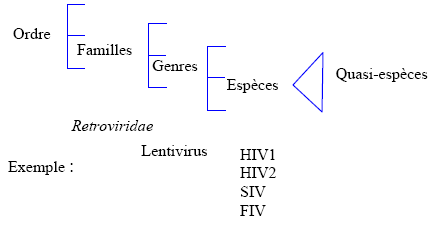 Ordre
Familles
Genres
Espèces
Quasi-espèces
Retroviridae
Lentivirus
Exemple :
HIV1
HIV2
SIV
FIV